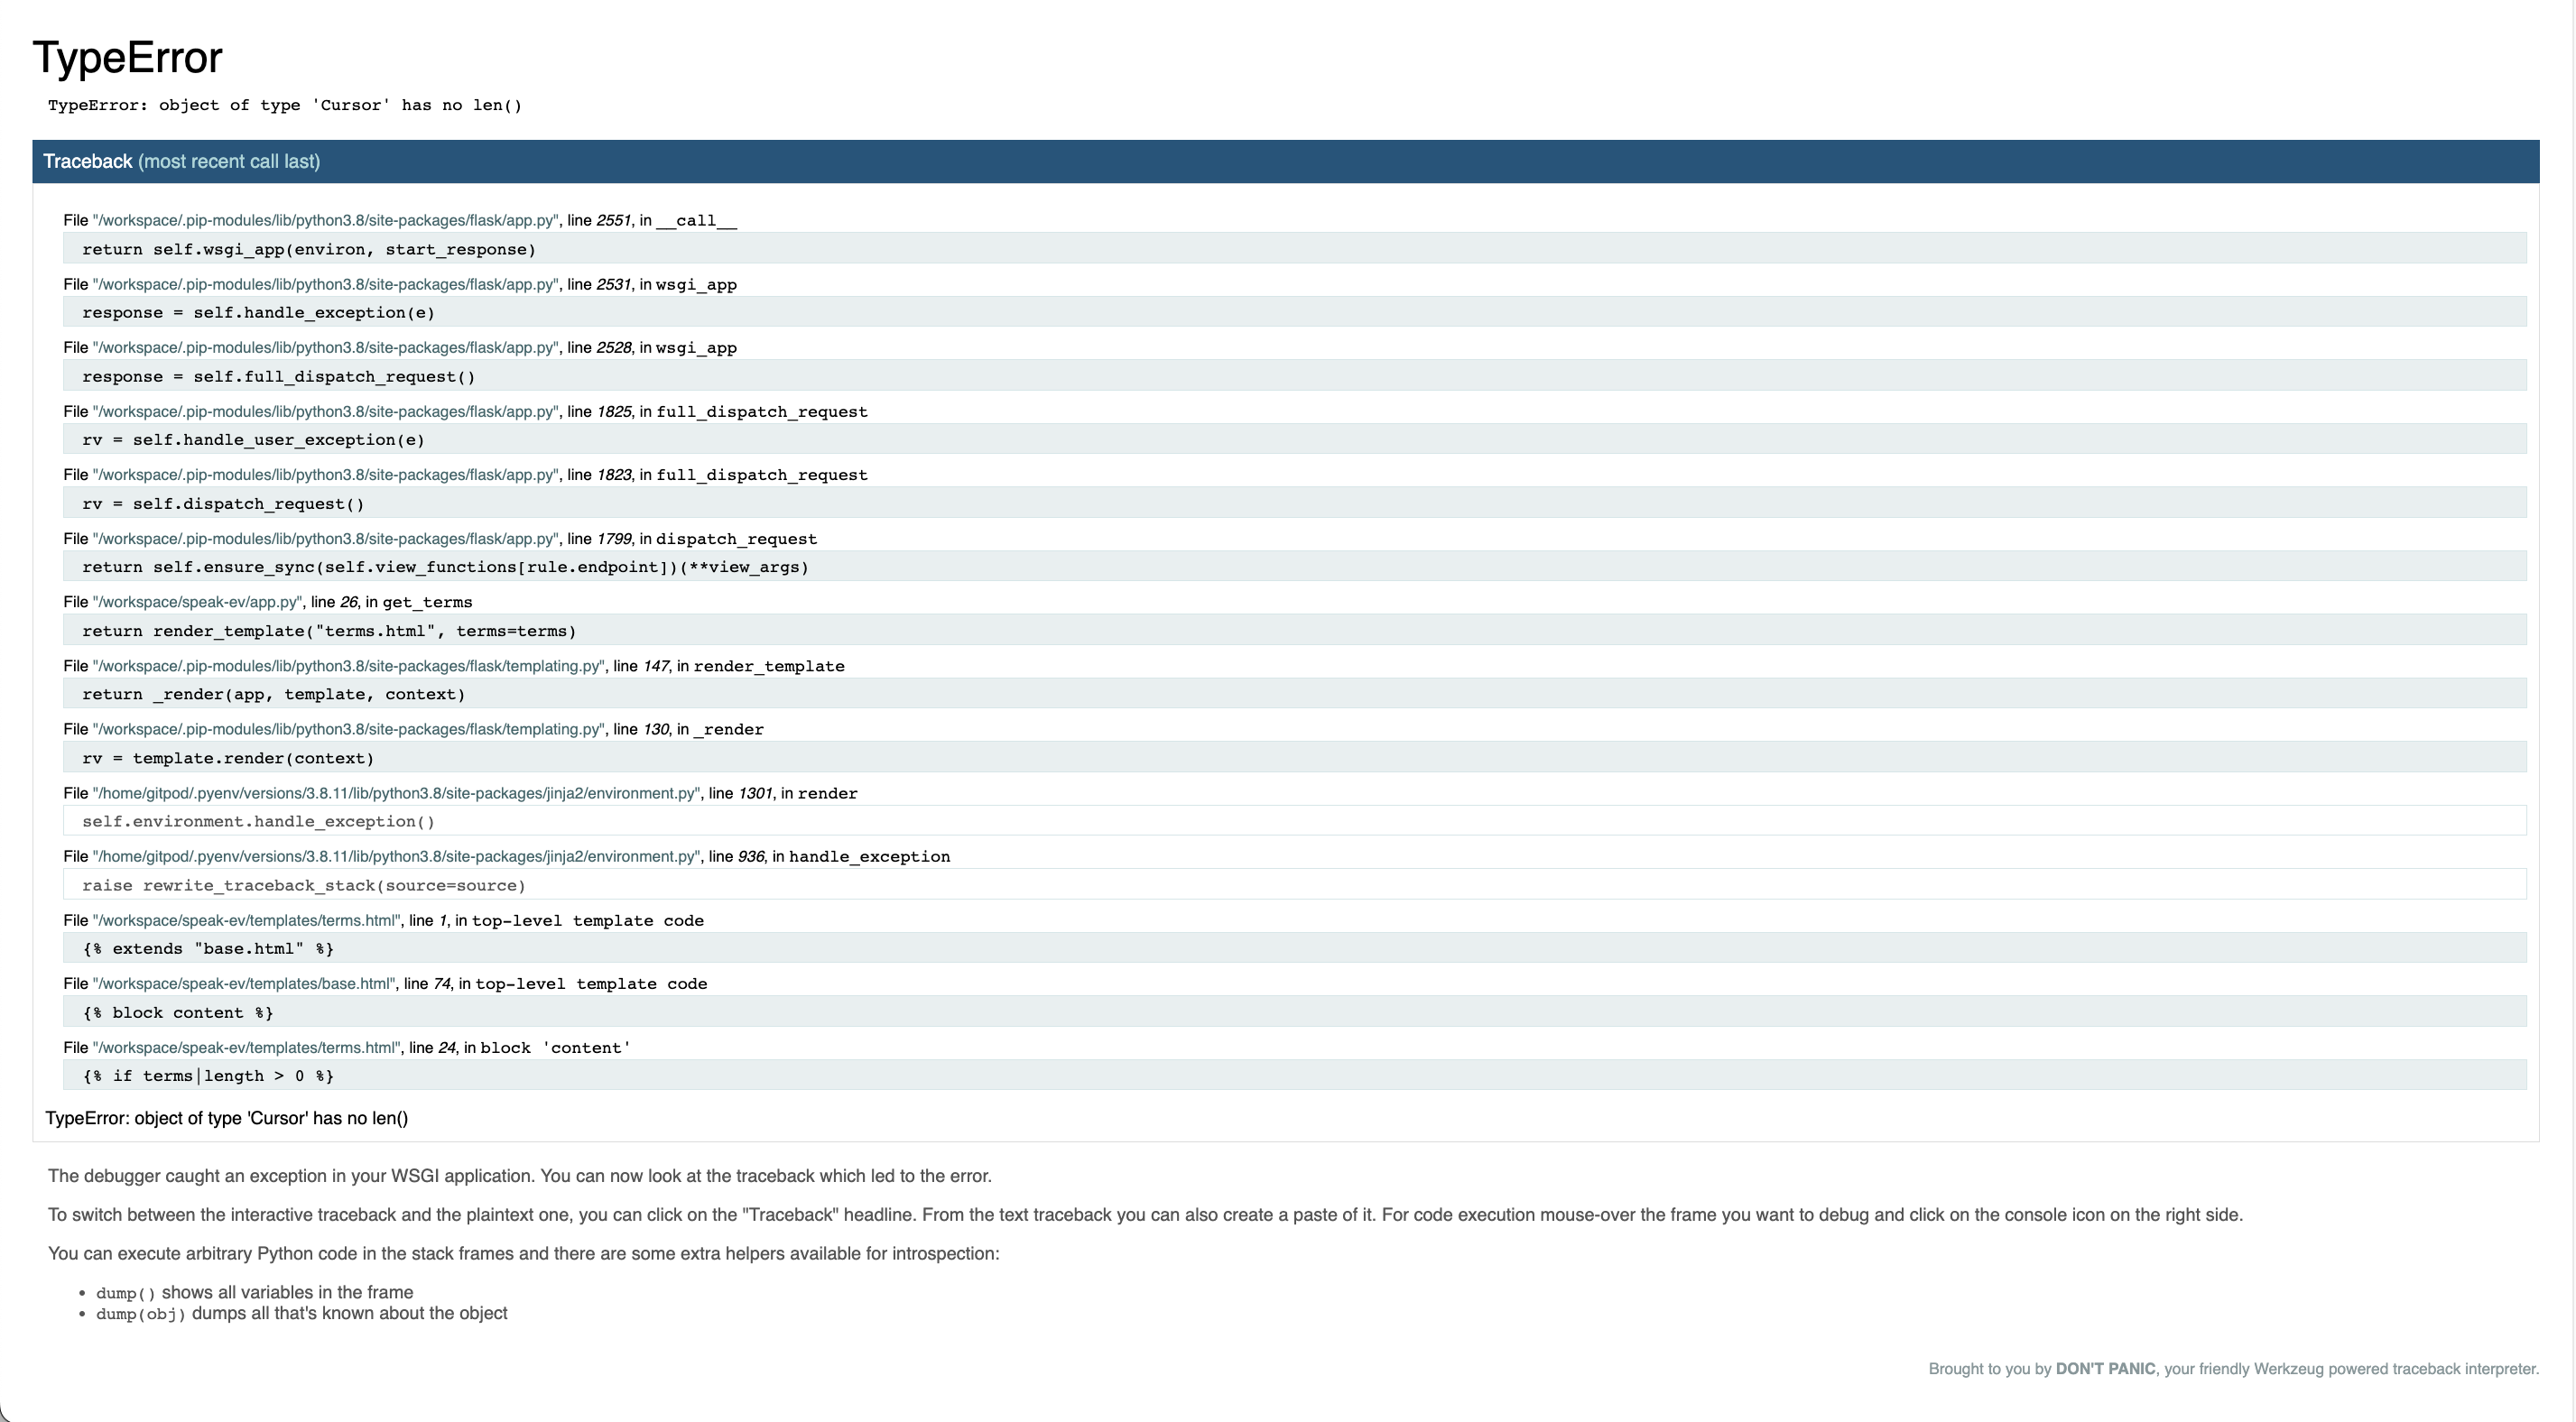 TypeError
TypeError: object of type 'Cursor' has no len()
Traceback (most recent call last)
File "/workspace/.pip-modules/lib/python3.8/site-packages/flask/app.py", line 2551, in __call__
return self.wsgi_app(environ, start_response)
File "/workspace/.pip-modules/lib/python3.8/site-packages/flask/app.py", line 2531, in wsgi_app
response = self.handle_exception(e)
File "/workspace/.pip-modules/lib/python3.8/site-packages/flask/app.py", line 2528, in wsgi_app
response = self.full_dispatch_request()
File "/workspace/.pip-modules/lib/python3.8/site-packages/flask/app.py", line 1825, in full_dispatch_request
rv = self.handle_user_exception(e)
File "/workspace/.pip-modules/lib/python3.8/site-packages/flask/app.py", line 1823, in full_dispatch_request
rv = self.dispatch_request()
File "/workspace/.pip-modules/lib/python3.8/site-packages/flask/app.py", line 1799, in dispatch_request
return self.ensure_sync(self.view_functions[rule.endpoint])(**view_args)
File "/workspace/speak-ev/app.py", line 26, in get_terms
return render_template("terms.html", terms=terms)
File "/workspace/.pip-modules/lib/python3.8/site-packages/flask/templating.py", line 147, in render_template
return _render(app, template, context)
File "/workspace/.pip-modules/lib/python3.8/site-packages/flask/templating.py", line 130, in _render
rv = template.render(context)
File "/home/gitpod/.pyenv/versions/3.8.11/lib/python3.8/site-packages/jinja2/environment.py", line 1301, in render
self.environment.handle_exception()
File "/home/gitpod/.pyenv/versions/3.8.11/lib/python3.8/site-packages/jinja2/environment.py", line 936, in handle_exception
raise rewrite_traceback_stack(source=source)
File "/workspace/speak-ev/templates/terms.html", line 1, in top-level template code
{% extends "base.html" %}
File "/workspace/speak-ev/templates/base.html", line 74, in top-level template code
{% block content %}
File "/workspace/speak-ev/templates/terms.html", line 24, in block 'content'
{% if terms|length > 0 %}
TypeError: object of type 'Cursor' has no len()
The debugger caught an exception in your WSGI application. You can now look at the traceback which led to the error.
To switch between the interactive traceback and the plaintext one, you can click on the "Traceback" headline. From the text traceback you can also create a paste of it. For code execution mouse-over the frame you want to debug and click on the console icon on the right side.
You can execute arbitrary Python code in the stack frames and there are some extra helpers available for introspection:
• dump() shows all variables in the frame
• dump(obj) dumps all that's known about the object
Brought to you by DON'T PANIC, your friendly Werkzeug powered traceback interpreter.